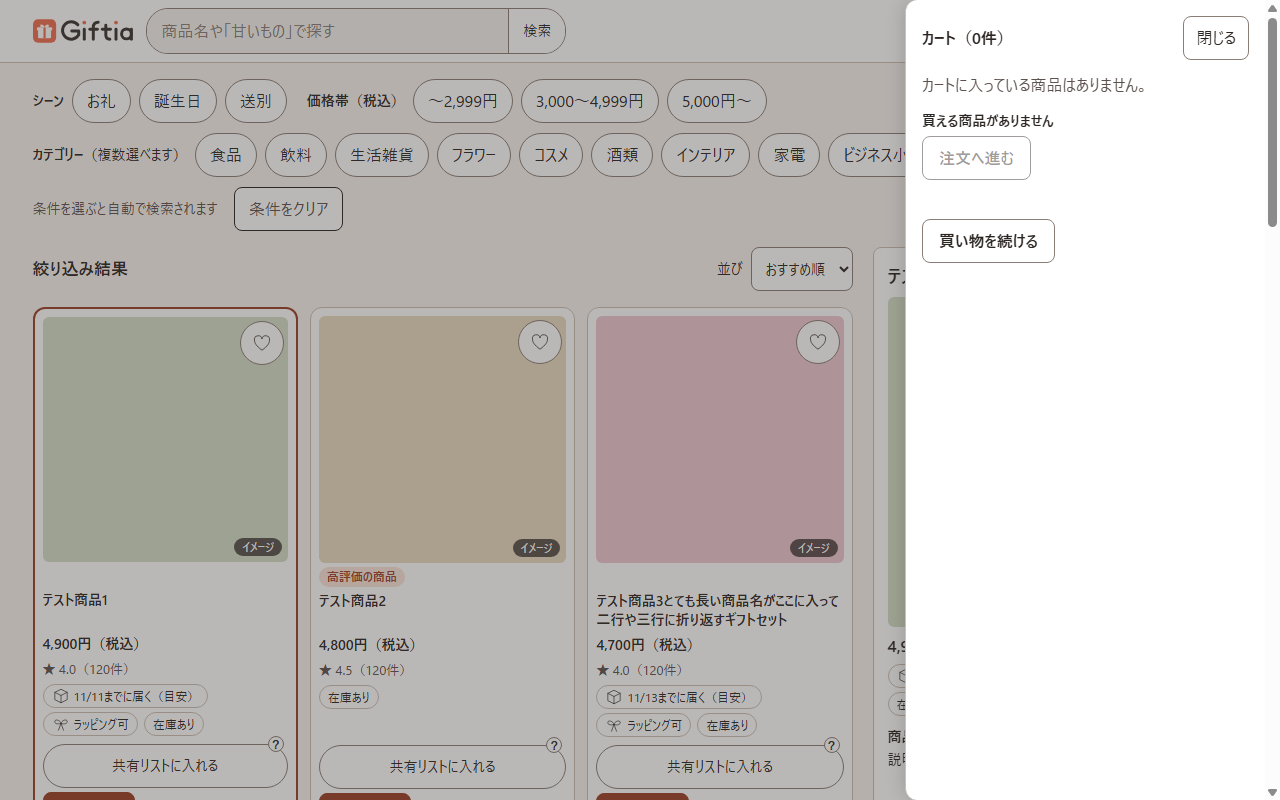 Giftia
商品名や「甘いもの」で探す
検索
シーン
お礼
誕生日
送別
価格帯（税込）
～2,999円
3,000～4,999円
5,000円～
カテゴリー（複数選べます）
食品
飲料
生活雑貨
フラワー
コスメ
酒類
インテリア
家電
ビジネス小
条件を選ぶと自動で検索されます
条件をクリア
絞り込み結果
並び
おすすめ順
イメージ
テスト商品1
4,900円（税込）
★ 4.0（120件）
11/11までに届く（目安）
ラッピング可
在庫あり
?
共有リストに入れる
イメージ
高評価の商品
テスト商品2
4,800円（税込）
★ 4.5（120件）
在庫あり
?
共有リストに入れる
イメージ
テスト商品3とても長い商品名がここに入って
二行や三行に折り返すギフトセット
4,700円（税込）
★ 4.0（120件）
11/13までに届く（目安）
ラッピング可
在庫あり
?
共有リストに入れる
テス
4,9
在
商品
説明
カート（0件）
閉じる
カートに入っている商品はありません。
買える商品がありません
注文へ進む
買い物を続ける